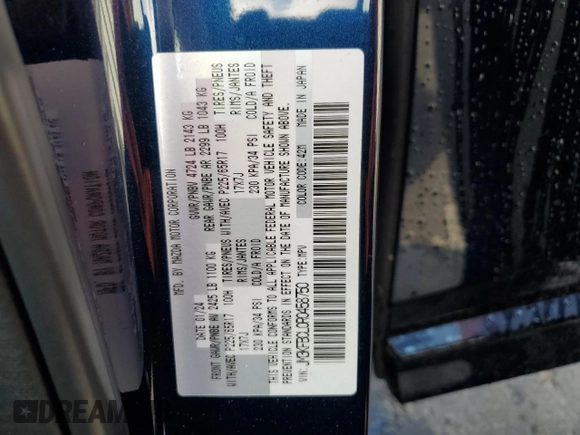 MFD. BY MAZDA MOTOR CORPORATION
DATE 01/24 GVWR/PNBV 4724 LB 2143 KG
FRONT GAWR/PNBE AV 2425 LB 1100 KG REAR GAWR/PNBE AR 2299 LB 1043 KG
WITH/AVEC P225/65R17 100H TIRES/PNEUS WITH/AVEC P225/65R17 100H TIRES/PNEUS
17X7J RIMS/JANTES 17X7J RIMS/JANTES
230 KPA/34 PSI COLD/A FROID 230 KPA/34 PSI COLD/A FROID
THIS VEHICLE CONFORMS TO ALL APPLICABLE FEDERAL MOTOR VEHICLE SAFETY AND THEFT
PREVENTION STANDARDS IN EFFECT ON THE DATE OF MANUFACTURE SHOWN ABOVE.
COLOR CODE:42M MADE IN JAPAN
VIN: TYPE:MPV
DREAM